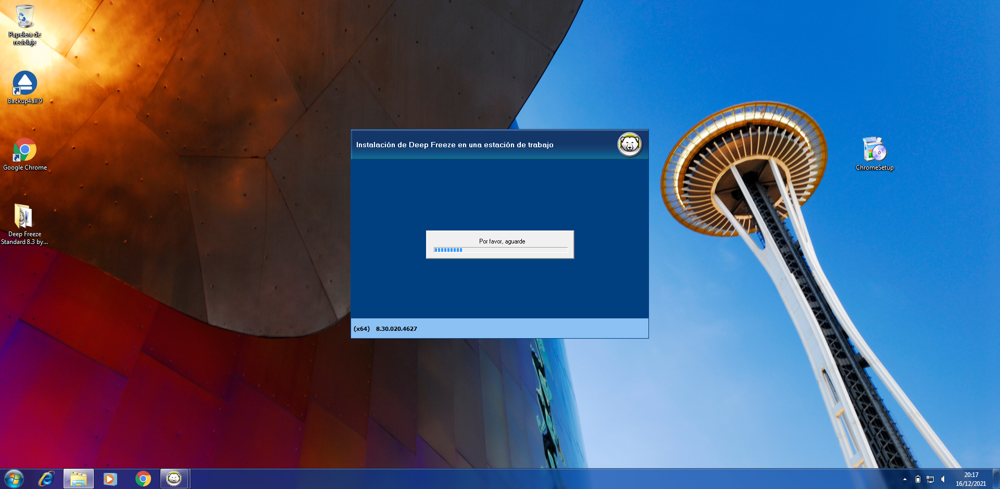 Papelera de
reciclaje
Backup4all 9
Google Chrome
Deep Freeze
Standard 8.3 by...
Instalación de Deep Freeze en una estación de trabajo
Por favor, aguarde
(x64) 8.30.020.4627
ChromeSetup
20:17
16/12/2021